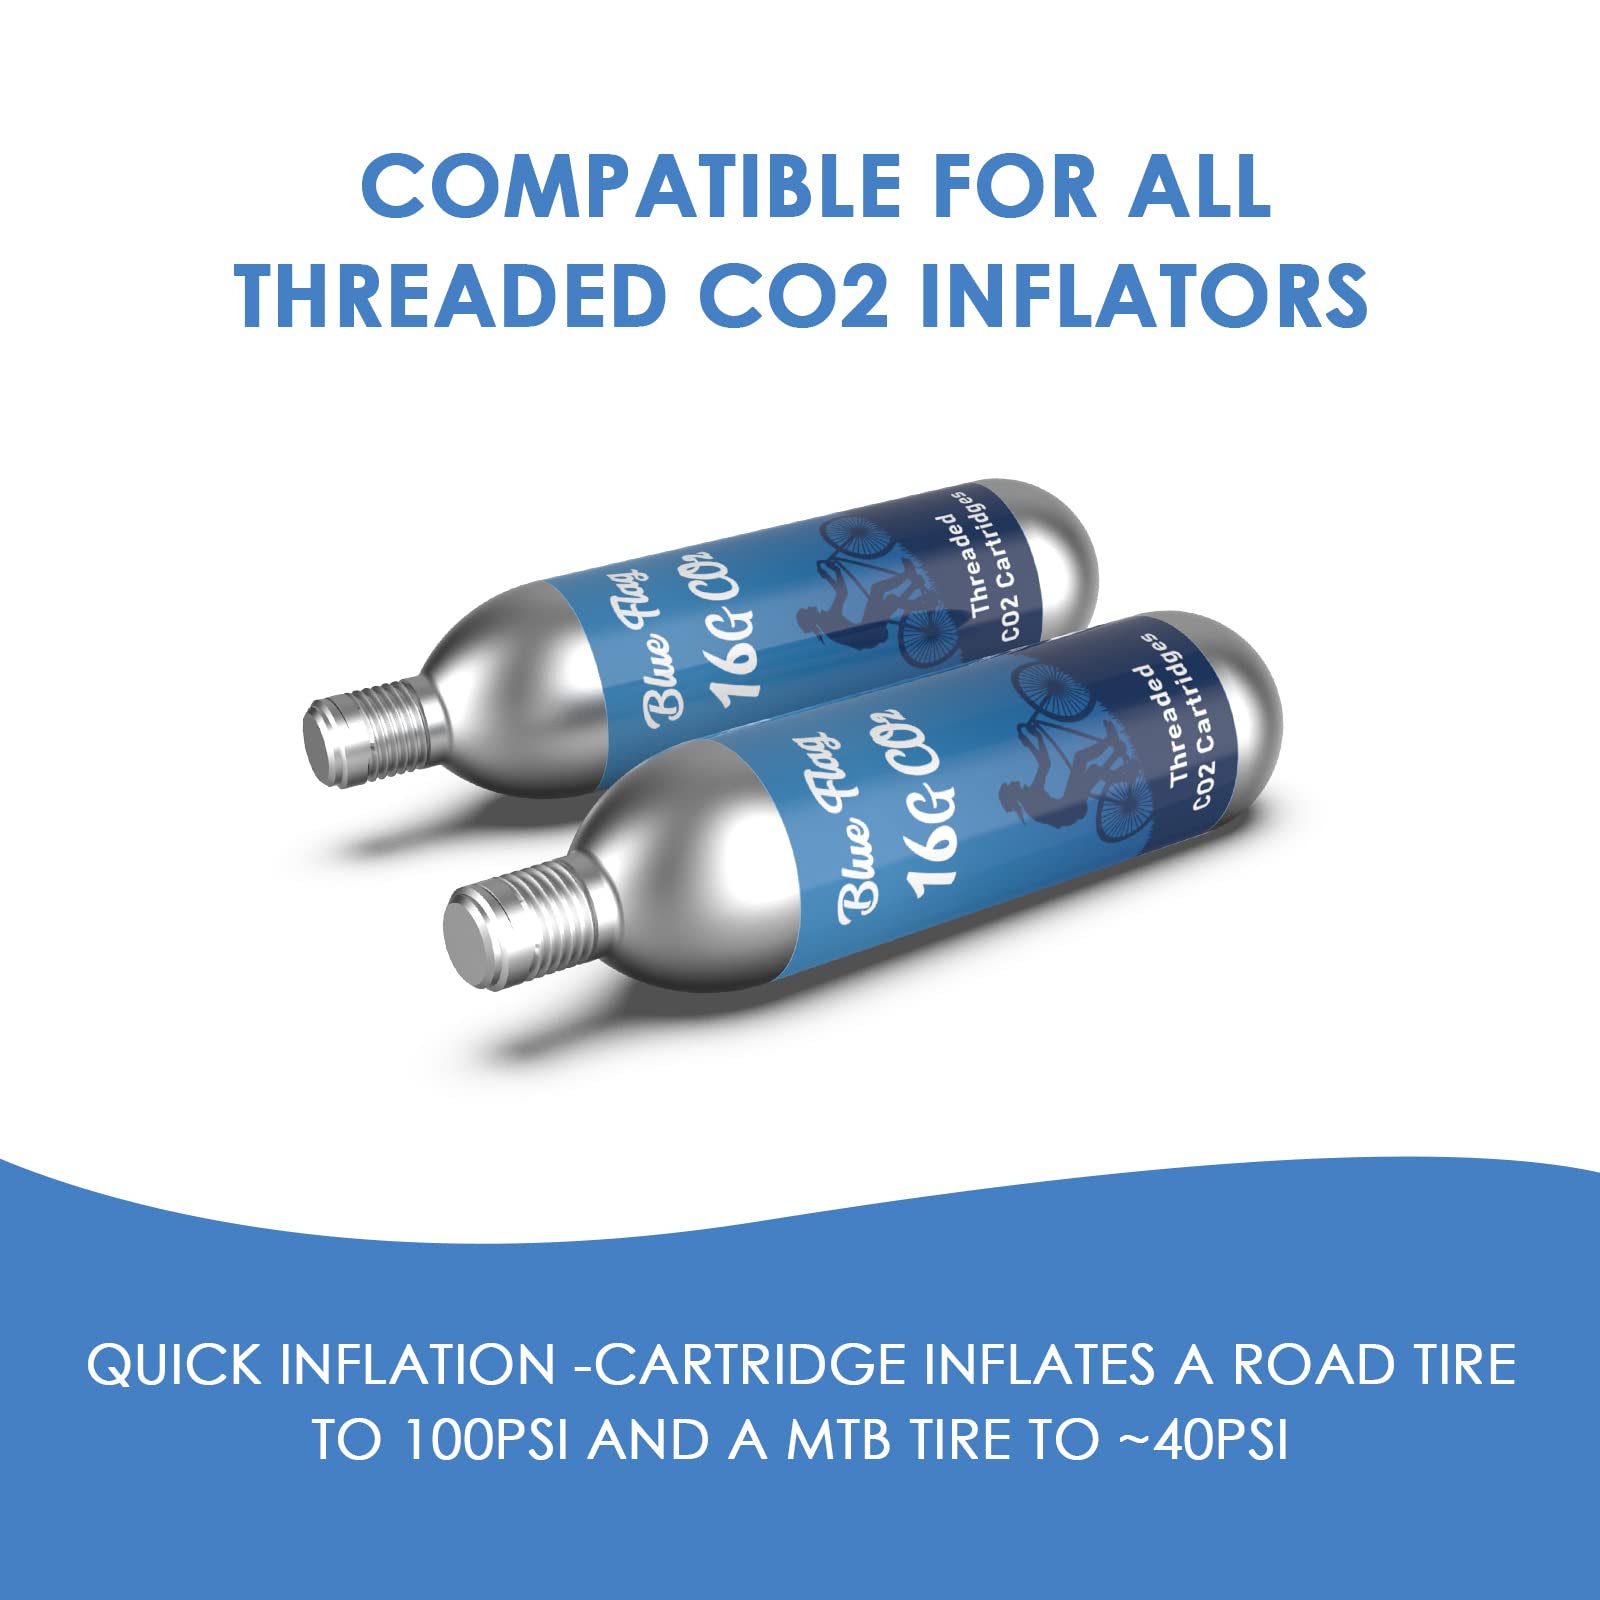 COMPATIBLE FOR ALL
THREADED CO2 INFLATORS
Blue Flag
16G CO2
Threaded
CO2 Cartridges
Blue Flag
16G CO2
Threaded
CO2 Cartridges
QUICK INFLATION -CARTRIDGE INFLATES A ROAD TIRE
TO 100PSI AND A MTB TIRE TO ~40PSI